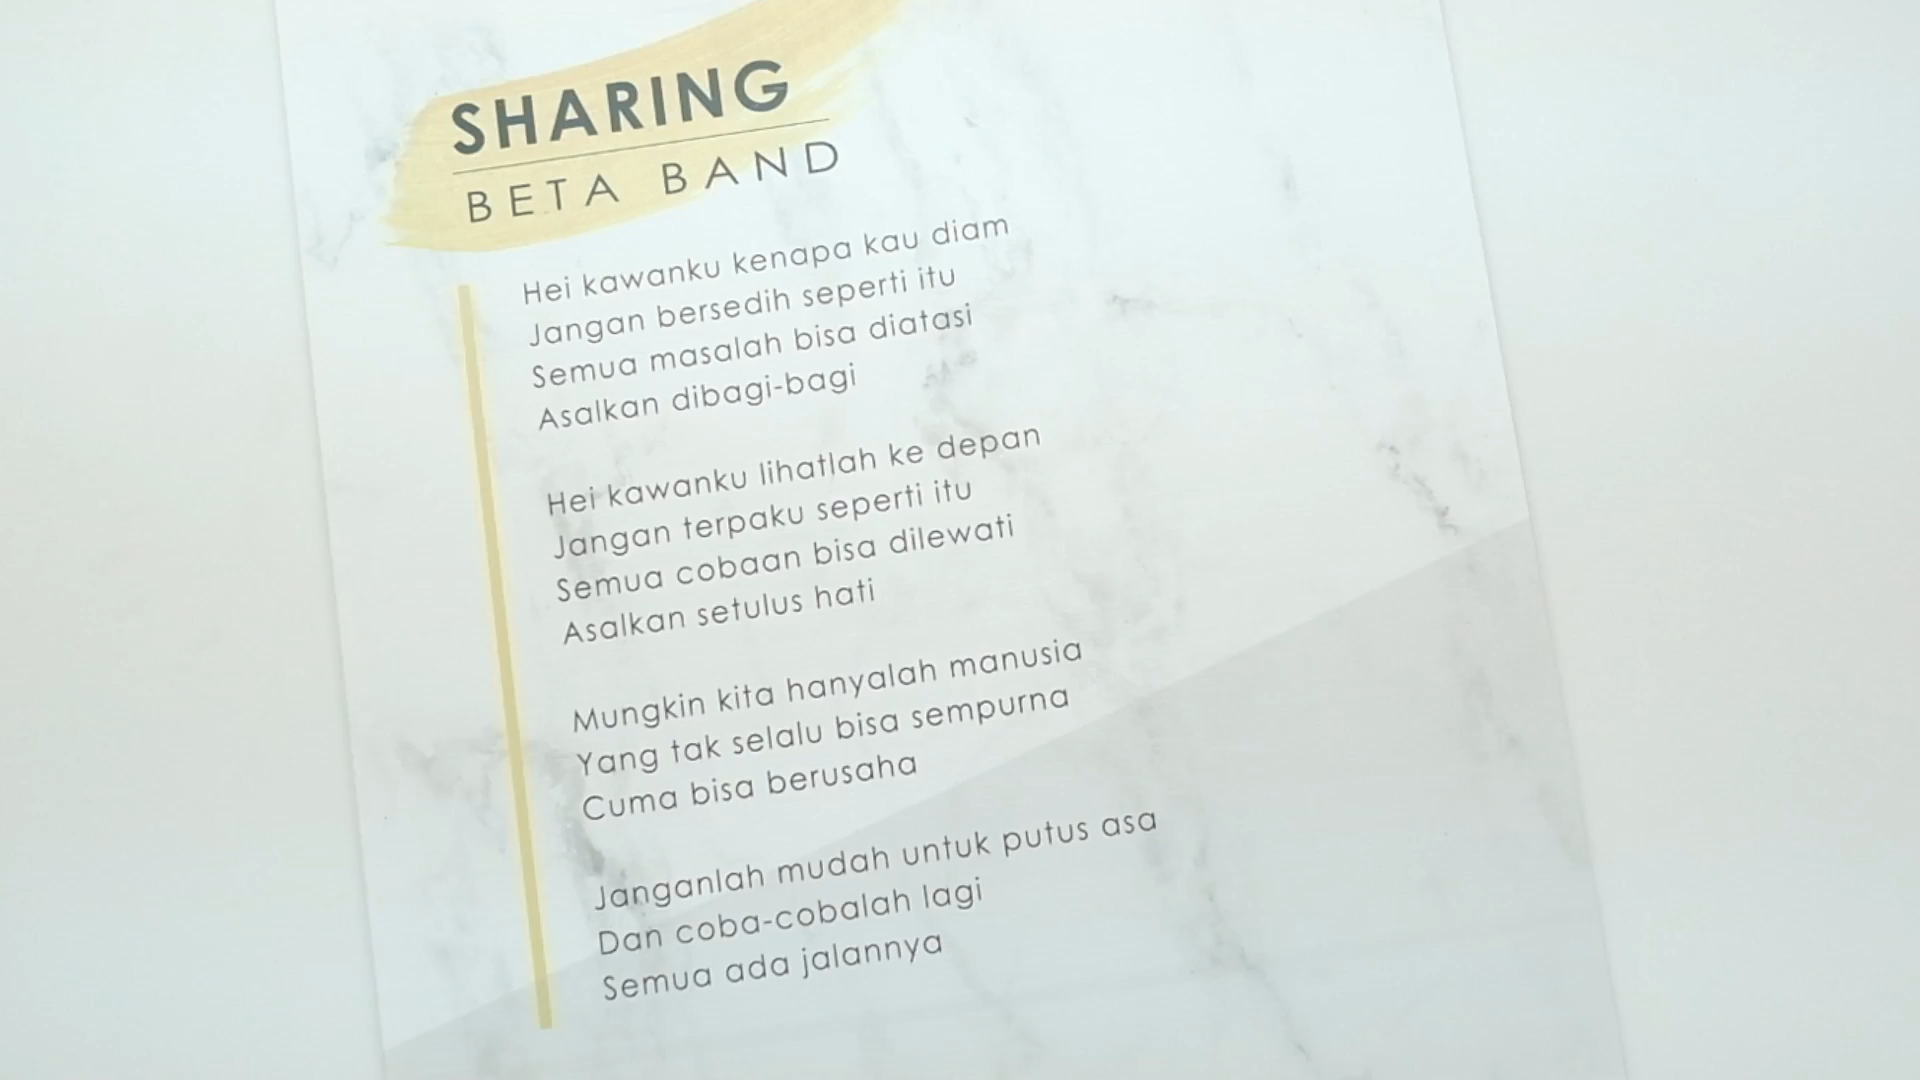 SHARING
BETA BAND
Hei kawanku kenapa kau diam
Jangan bersedih seperti itu
Semua masalah bisa diatasi
Asalkan dibagi-bagi
Hei kawanku lihatlah ke depan
Jangan terpaku seperti itu
Semua cobaan bisa dilewati
Asalkan setulus hati
Mungkin kita hanyalah manusia
Yang tak selalu bisa sempurna
Cuma bisa berusaha
Janganlah mudah untuk putus asa
Dan coba-cobalah lagi
Semua ada jalannya